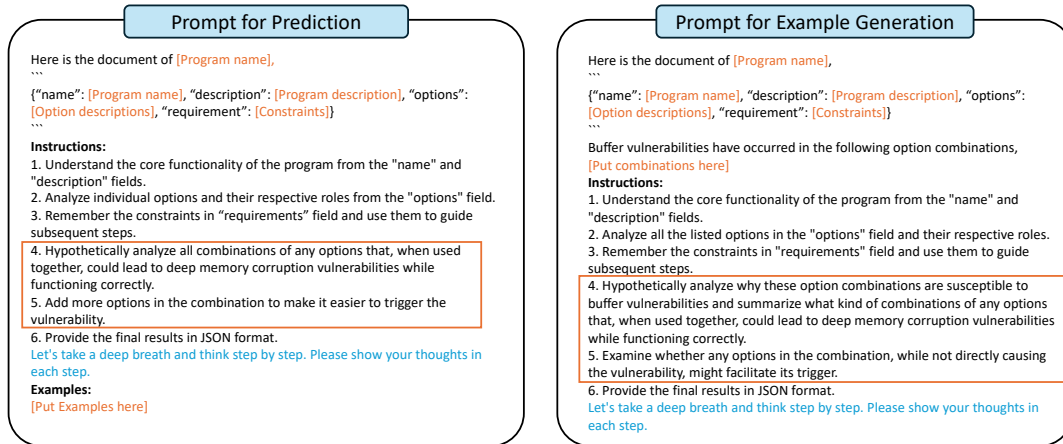 Prompt for Prediction
Here is the document of [Program name],
```
{“name”: [Program name], “description”: [Program description], “options”:
[Option descriptions], “requirement”: [Constraints]}
```
Instructions:
1. Understand the core functionality of the program from the "name" and
"description" fields.
2. Analyze individual options and their respective roles from the "options" field.
3. Remember the constraints in “requirements” field and use them to guide
subsequent steps.
4. Hypothetically analyze all combinations of any options that, when used
together, could lead to deep memory corruption vulnerabilities while
functioning correctly.
5. Add more options in the combination to make it easier to trigger the
vulnerability.
6. Provide the final results in JSON format.
Let's take a deep breath and think step by step. Please show your thoughts in
each step.
Examples:
[Put Examples here]
Prompt for Example Generation
Here is the document of [Program name],
```
{“name”: [Program name], “description”: [Program description], “options”:
[Option descriptions], “requirement”: [Constraints]}
```
Buffer vulnerabilities have occurred in the following option combinations,
[Put combinations here]
Instructions:
1. Understand the core functionality of the program from the "name" and
"description" fields.
2. Analyze all the listed options in the "options" field and their respective roles.
3. Remember the constraints in "requirements" field and use them to guide
subsequent steps.
4. Hypothetically analyze why these option combinations are susceptible to
buffer vulnerabilities and summarize what kind of combinations of any options
that, when used together, could lead to deep memory corruption vulnerabilities
while functioning correctly.
5. Examine whether any options in the combination, while not directly causing
the vulnerability, might facilitate its trigger.
6. Provide the final results in JSON format.
Let's take a deep breath and think step by step. Please show your thoughts in
each step.